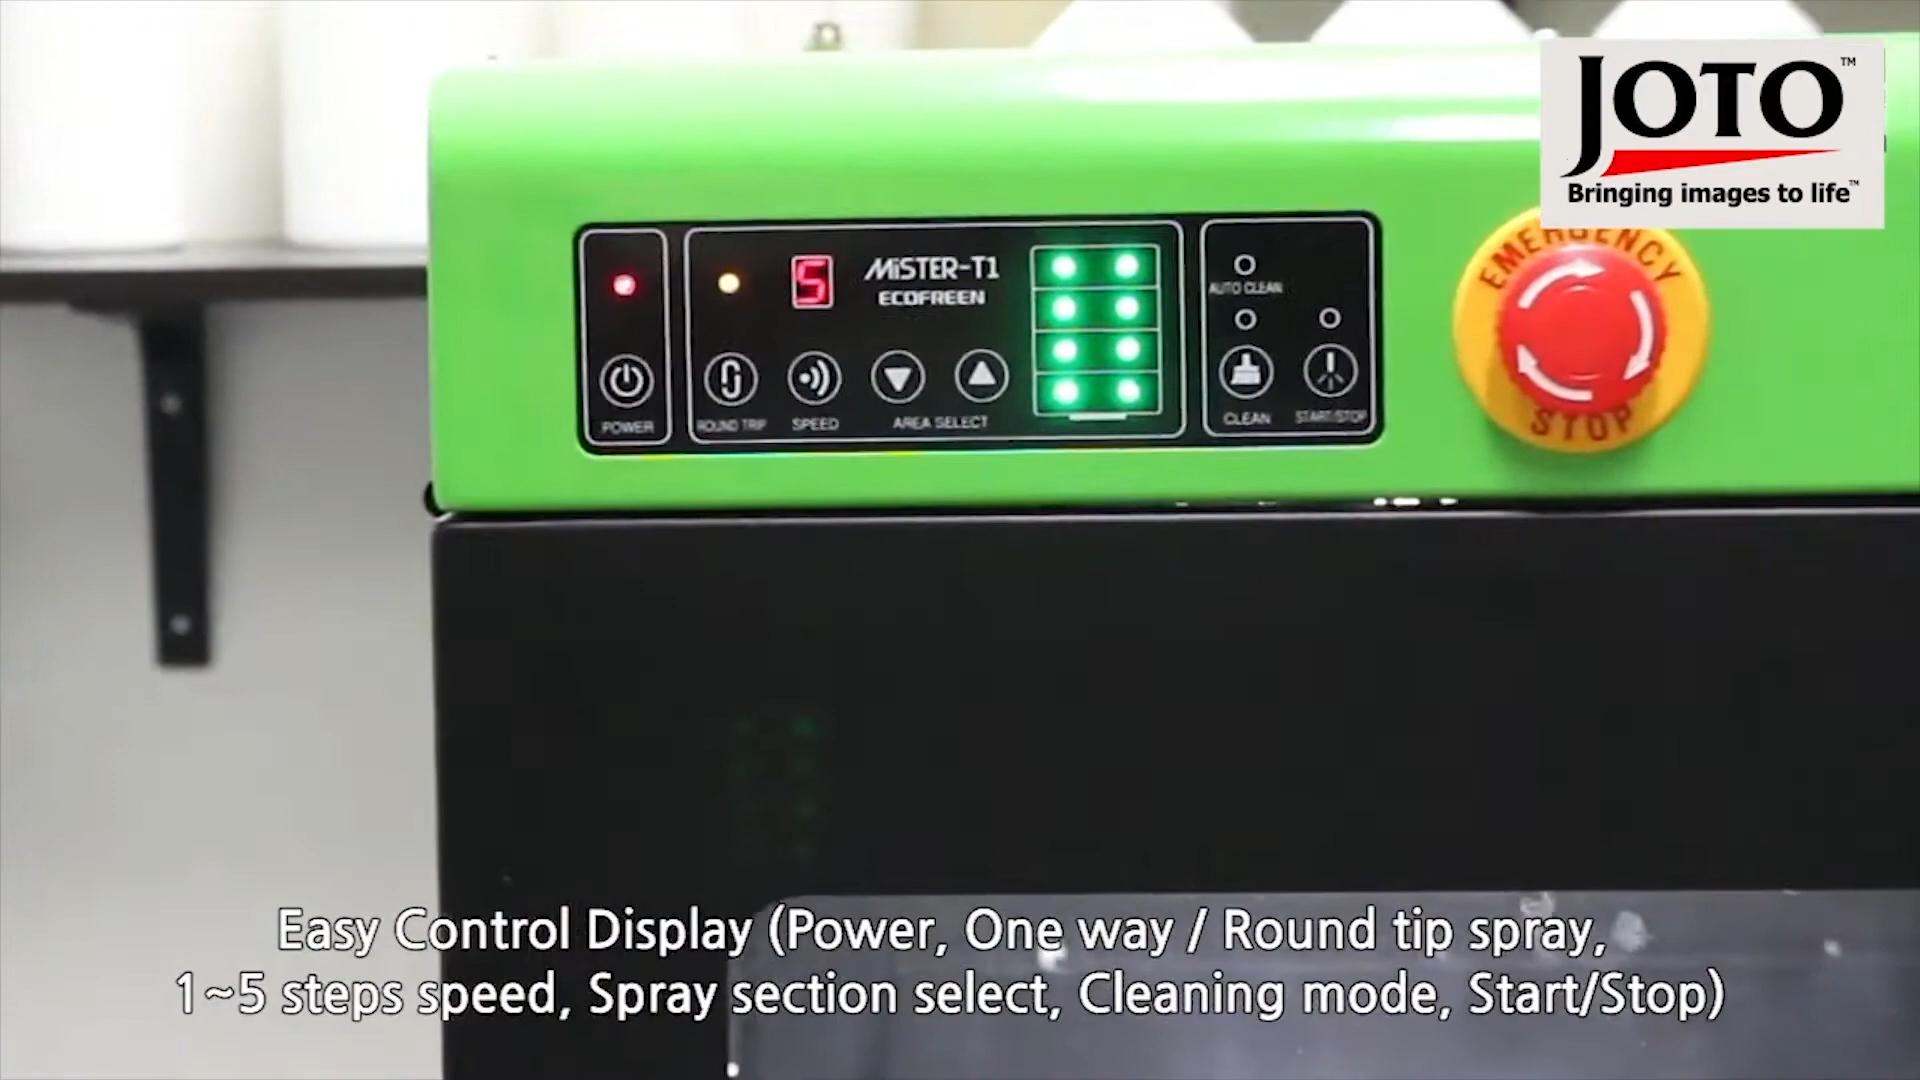 JOTO™
Bringing images to life™
EMERGENCY
STOP
5
MiSTER-T1
ECOFREEN
AUTO CLEAN
POWER
ROUND TRIP
SPEED
AREA SELECT
CLEAN
START/STOP
Easy Control Display (Power, One way / Round tip spray,
1~5 steps speed, Spray section select, Cleaning mode, Start/Stop)